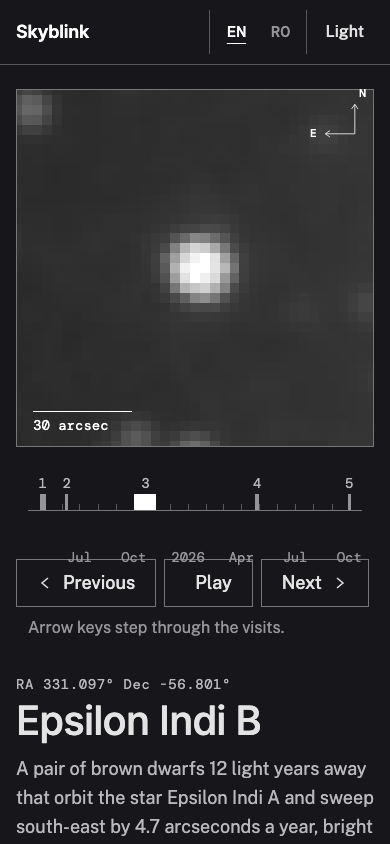 Skyblink EN RO Light
N
E
30 arcsec
1 2 3 4 5
Jul Oct 2026 Apr Jul Oct
Previous Play Next
Arrow keys step through the visits.
RA 331.097° Dec -56.801°
Epsilon Indi B
A pair of brown dwarfs 12 light years away
that orbit the star Epsilon Indi A and sweep
south-east by 4.7 arcseconds a year, bright